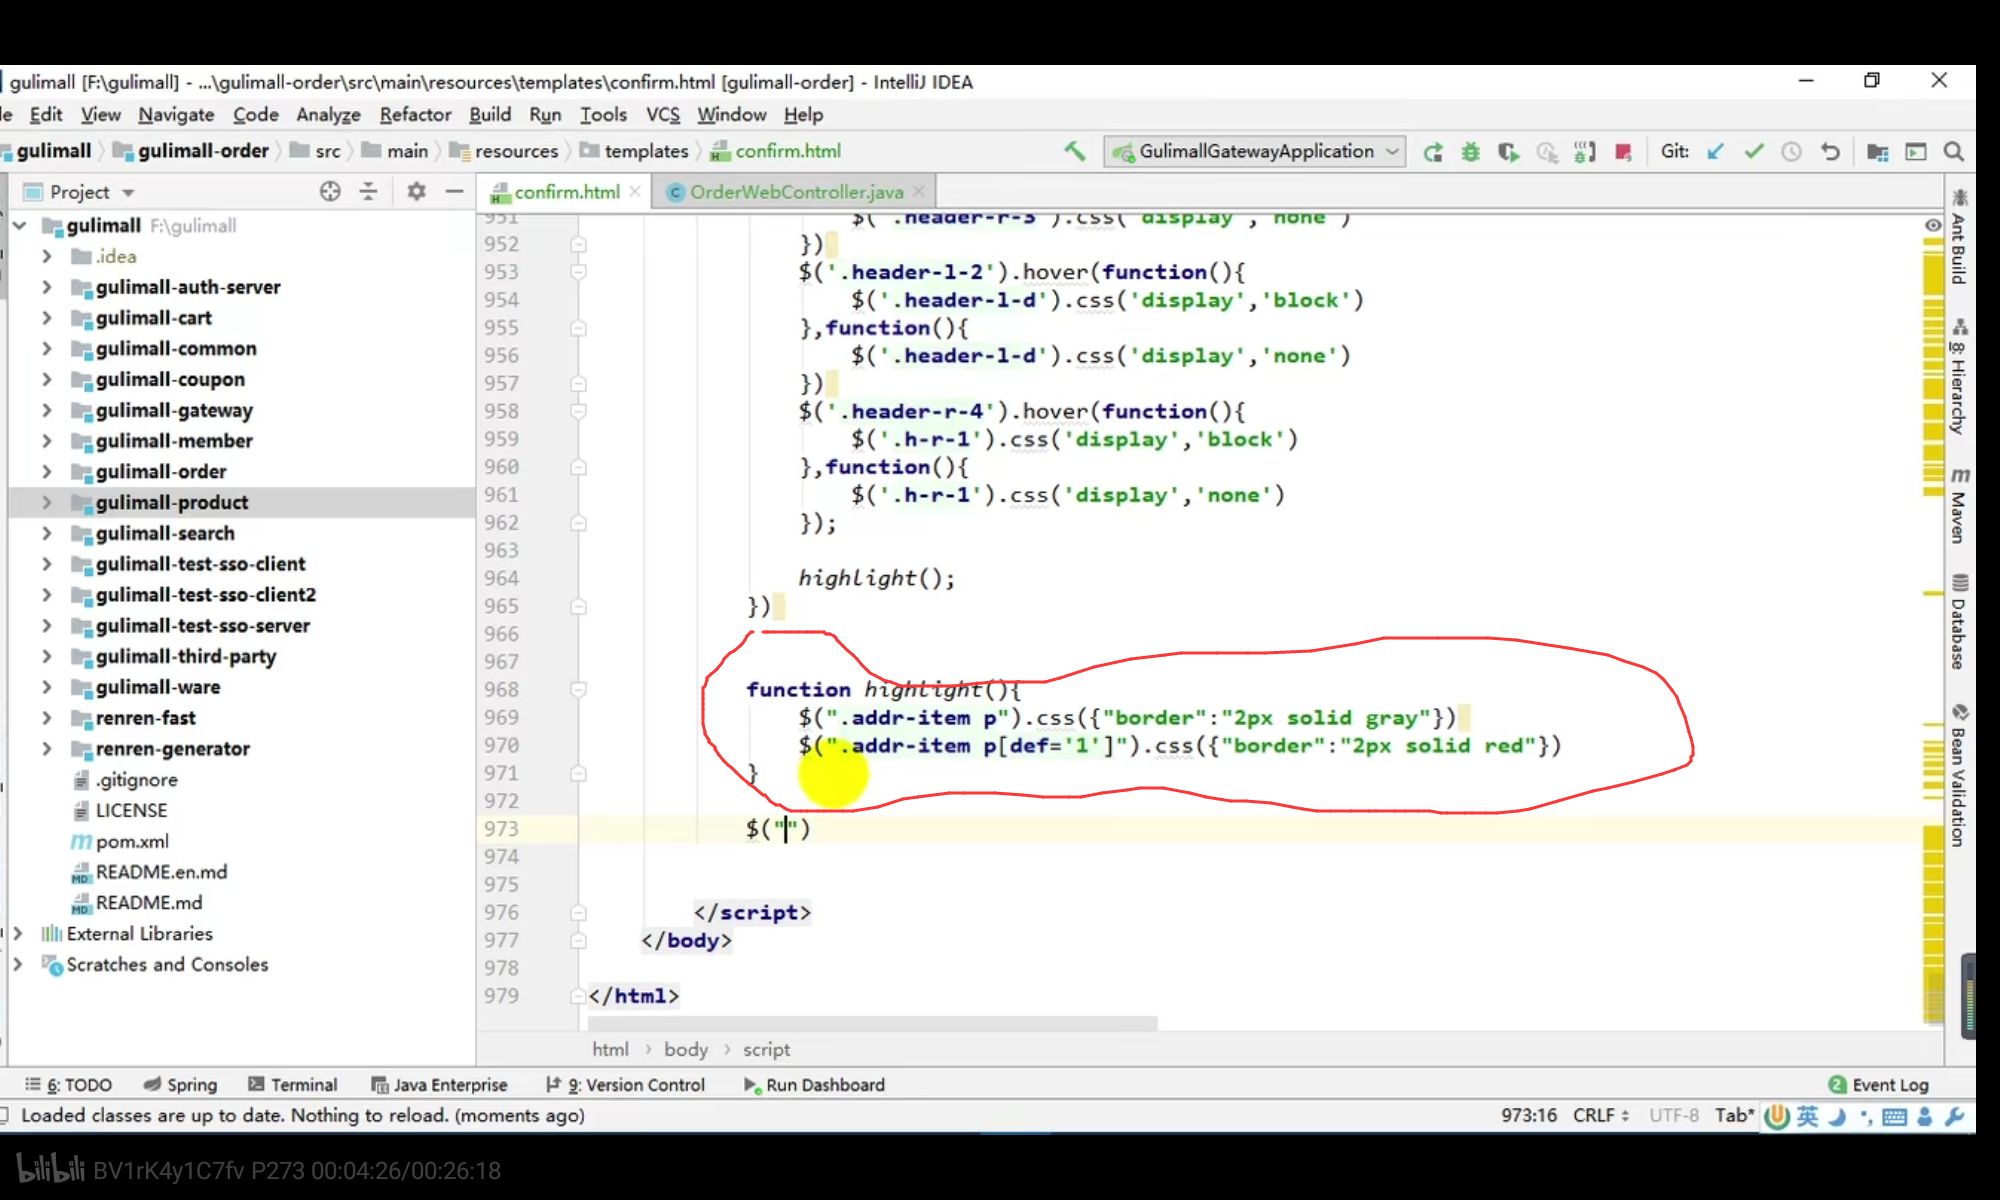 gulimall [F:\gulimall] - ...\gulimall-order\src\main\resources\templates\confirm.html [gulimall-order] - IntelliJ IDEA
Edit View Navigate Code Analyze Refactor Build Run Tools VCS Window Help
gulimall gulimall-order src main resources templates confirm.html GulimallGatewayApplication Git:
Project confirm.html OrderWebController.java
gulimall F:\gulimall
.idea
gulimall-auth-server
gulimall-cart
gulimall-common
gulimall-coupon
gulimall-gateway
gulimall-member
gulimall-order
gulimall-product
gulimall-search
gulimall-test-sso-client
gulimall-test-sso-client2
gulimall-test-sso-server
gulimall-third-party
gulimall-ware
renren-fast
renren-generator
.gitignore
LICENSE
pom.xml
README.en.md
README.md
External Libraries
Scratches and Consoles
951 $('.header-r-3').css('display','none')
952 })
953 $('.header-l-2').hover(function(){
954 $('.header-l-d').css('display','block')
955 },function(){
956 $('.header-l-d').css('display','none')
957 })
958 $('.header-r-4').hover(function(){
959 $('.h-r-1').css('display','block')
960 },function(){
961 $('.h-r-1').css('display','none')
962 });
963
964 highlight();
965 })
966
967
968 function highlight(){
969 $(".addr-item p").css({"border":"2px solid gray"})
970 $(".addr-item p[def='1']").css({"border":"2px solid red"})
971 }
972
973 $("")
974
975
976 </script>
977 </body>
978
979 </html>
html › body › script
Ant Build
8: Hierarchy
Maven
Database
Bean Validation
6: TODO Spring Terminal Java Enterprise 9: Version Control Run Dashboard 2 Event Log
Loaded classes are up to date. Nothing to reload. (moments ago) 973:16 CRLF UTF-8 Tab* 英
bilibili BV1rK4y1C7fv P273 00:04:26/00:26:18